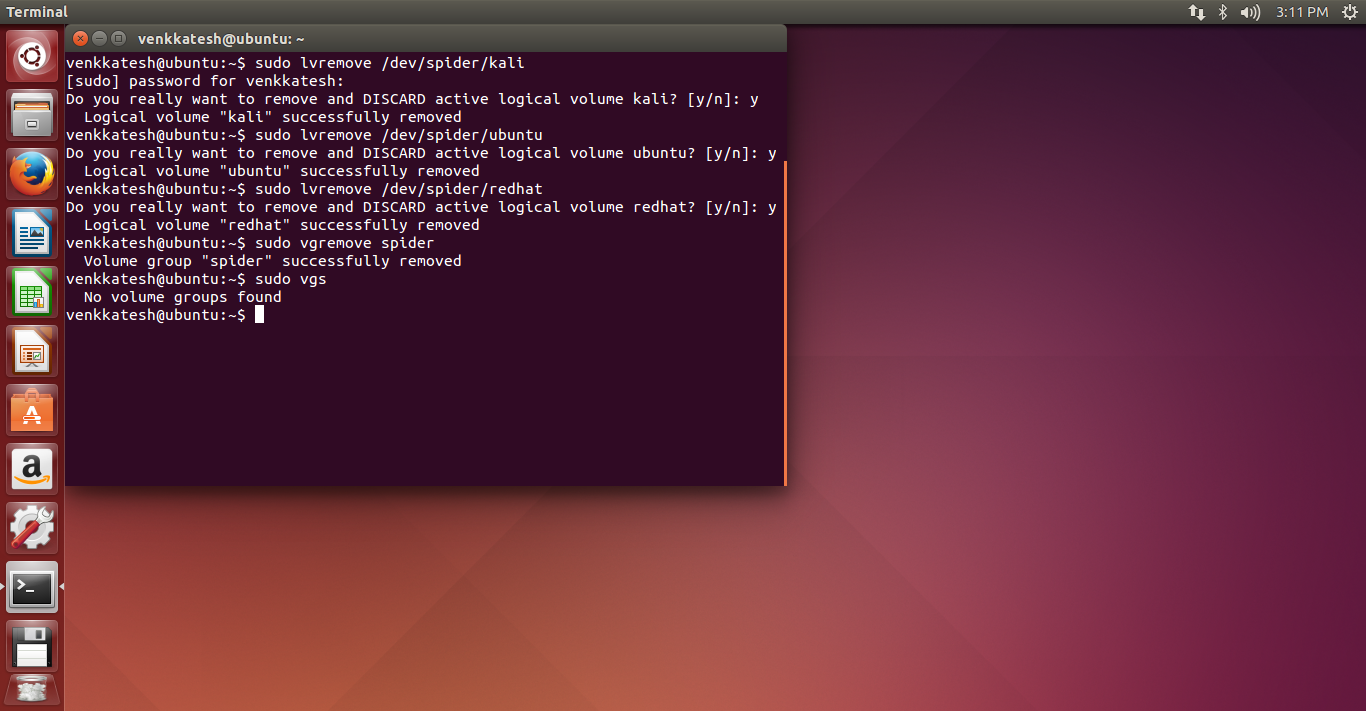 Terminal
3:11 PM
venkkatesh@ubuntu: ~
venkkatesh@ubuntu:~$ sudo lvremove /dev/spider/kali
[sudo] password for venkkatesh:
Do you really want to remove and DISCARD active logical volume kali? [y/n]: y
  Logical volume "kali" successfully removed
venkkatesh@ubuntu:~$ sudo lvremove /dev/spider/ubuntu
Do you really want to remove and DISCARD active logical volume ubuntu? [y/n]: y
  Logical volume "ubuntu" successfully removed
venkkatesh@ubuntu:~$ sudo lvremove /dev/spider/redhat
Do you really want to remove and DISCARD active logical volume redhat? [y/n]: y
  Logical volume "redhat" successfully removed
venkkatesh@ubuntu:~$ sudo vgremove spider
  Volume group "spider" successfully removed
venkkatesh@ubuntu:~$ sudo vgs
  No volume groups found
venkkatesh@ubuntu:~$